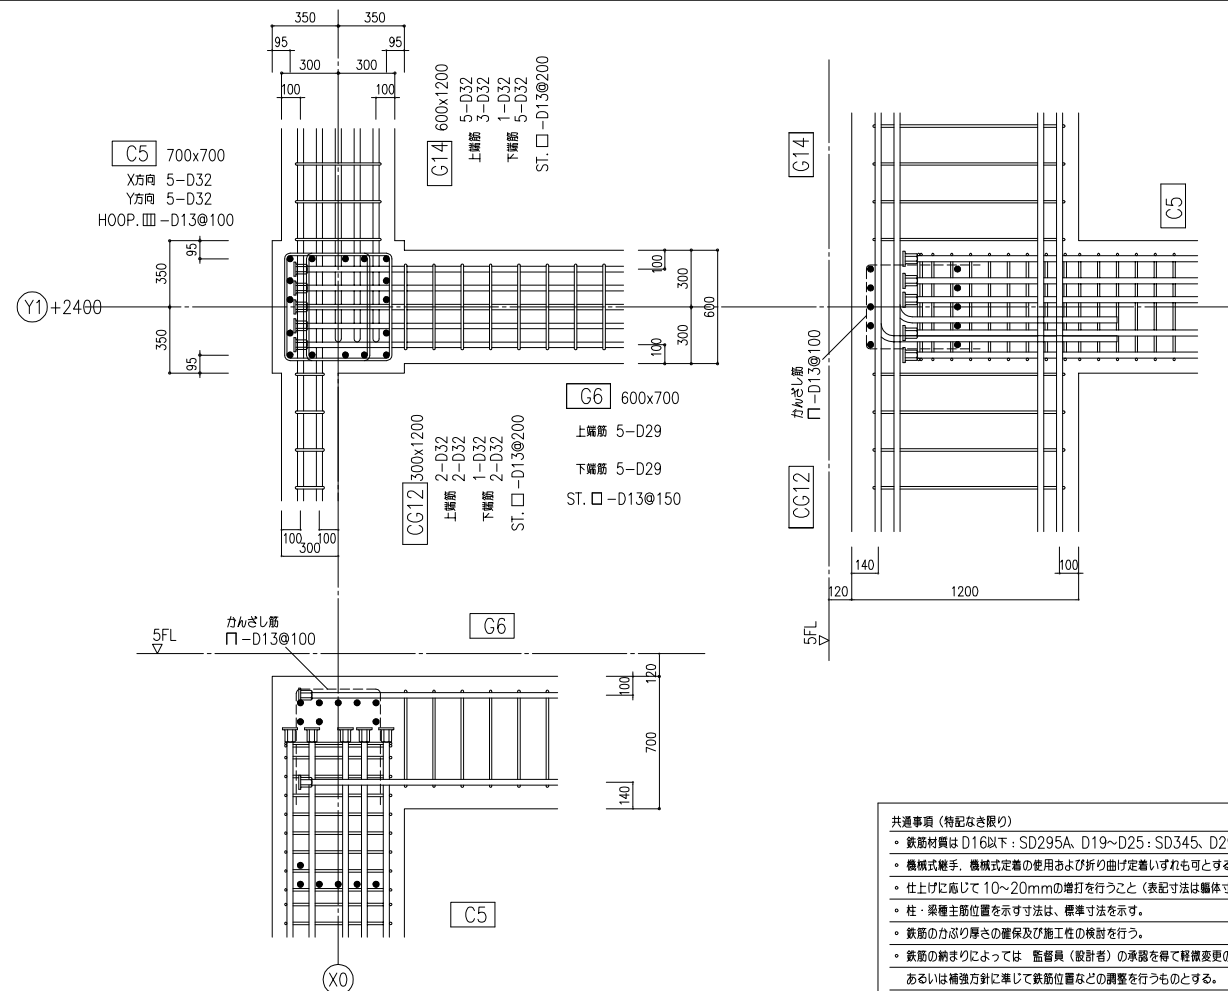 350
350
95
95
300
300
100
100
C5 700x700
X方向 5-D32
Y方向 5-D32
HOOP. -D13@100
G14 600x1200
上端筋 5-D32
3-D32
下端筋 1-D32
5-D32
ST. □-D13@200
95
350
350
95
Y1 +2400
100
300
300
100
600
G6 600x700
上端筋 5-D29
下端筋 5-D29
ST. □-D13@150
CG12 300x1200
上端筋 2-D32
2-D32
下端筋 1-D32
2-D32
ST. □-D13@200
100
100
300
G14
C5
かんざし筋
-D13@100
CG12
140
100
120
1200
5FL
5FL
かんざし筋
-D13@100
G6
100
120
700
140
C5
X0
共通事項(特記なき限り)
• 鉄筋材質はD16以下:SD295A、D19~D25:SD345、D2
• 機械式継手、機械式定着の使用および折り曲げ定着いずれも可とする
• 仕上げに応じて10~20mmの増打を行うこと(表記寸法は躯体寸
• 柱・梁主筋位置を示す寸法は、標準寸法を示す。
• 鉄筋のかぶり厚さの確保及び施工性の検討を行う。
• 鉄筋の納まりによっては 監督員(設計者)の承認を得て軽微変更の
あるいは補強方針に準じて鉄筋位置などの調整を行うものとする。